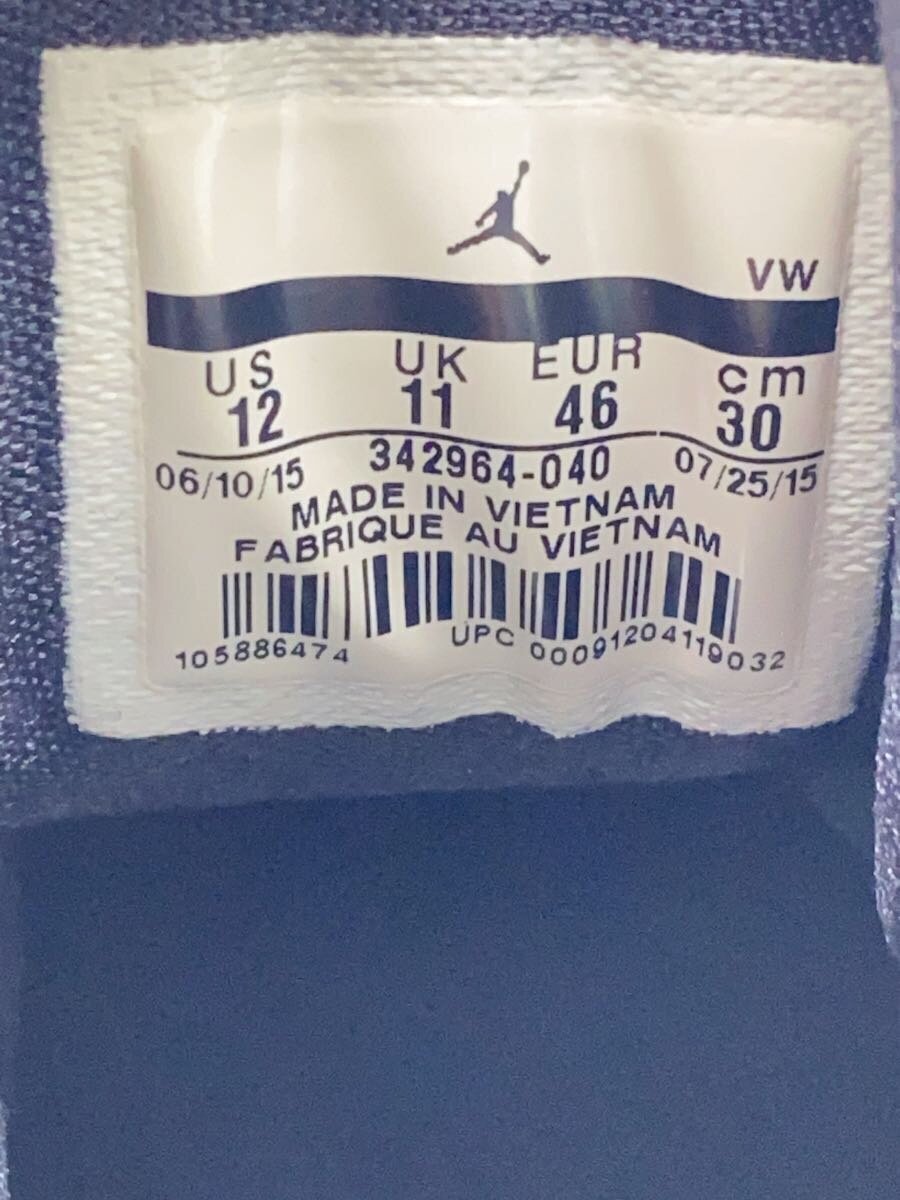 VW
US UK EUR cm
12 11 46 30
06/10/15 342964-040 07/25/15
MADE IN VIETNAM
FABRIQUE AU VIETNAM
105886474 UPC 00091204119032